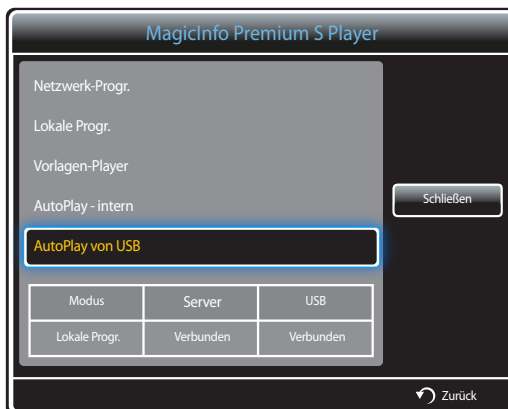 MagicInfo Premium S Player
Netzwerk-Progr.
Lokale Progr.
Vorlagen-Player
AutoPlay - intern
AutoPlay von USB
Schließen
Modus Server USB
Lokale Progr. Verbunden Verbunden
Zurück